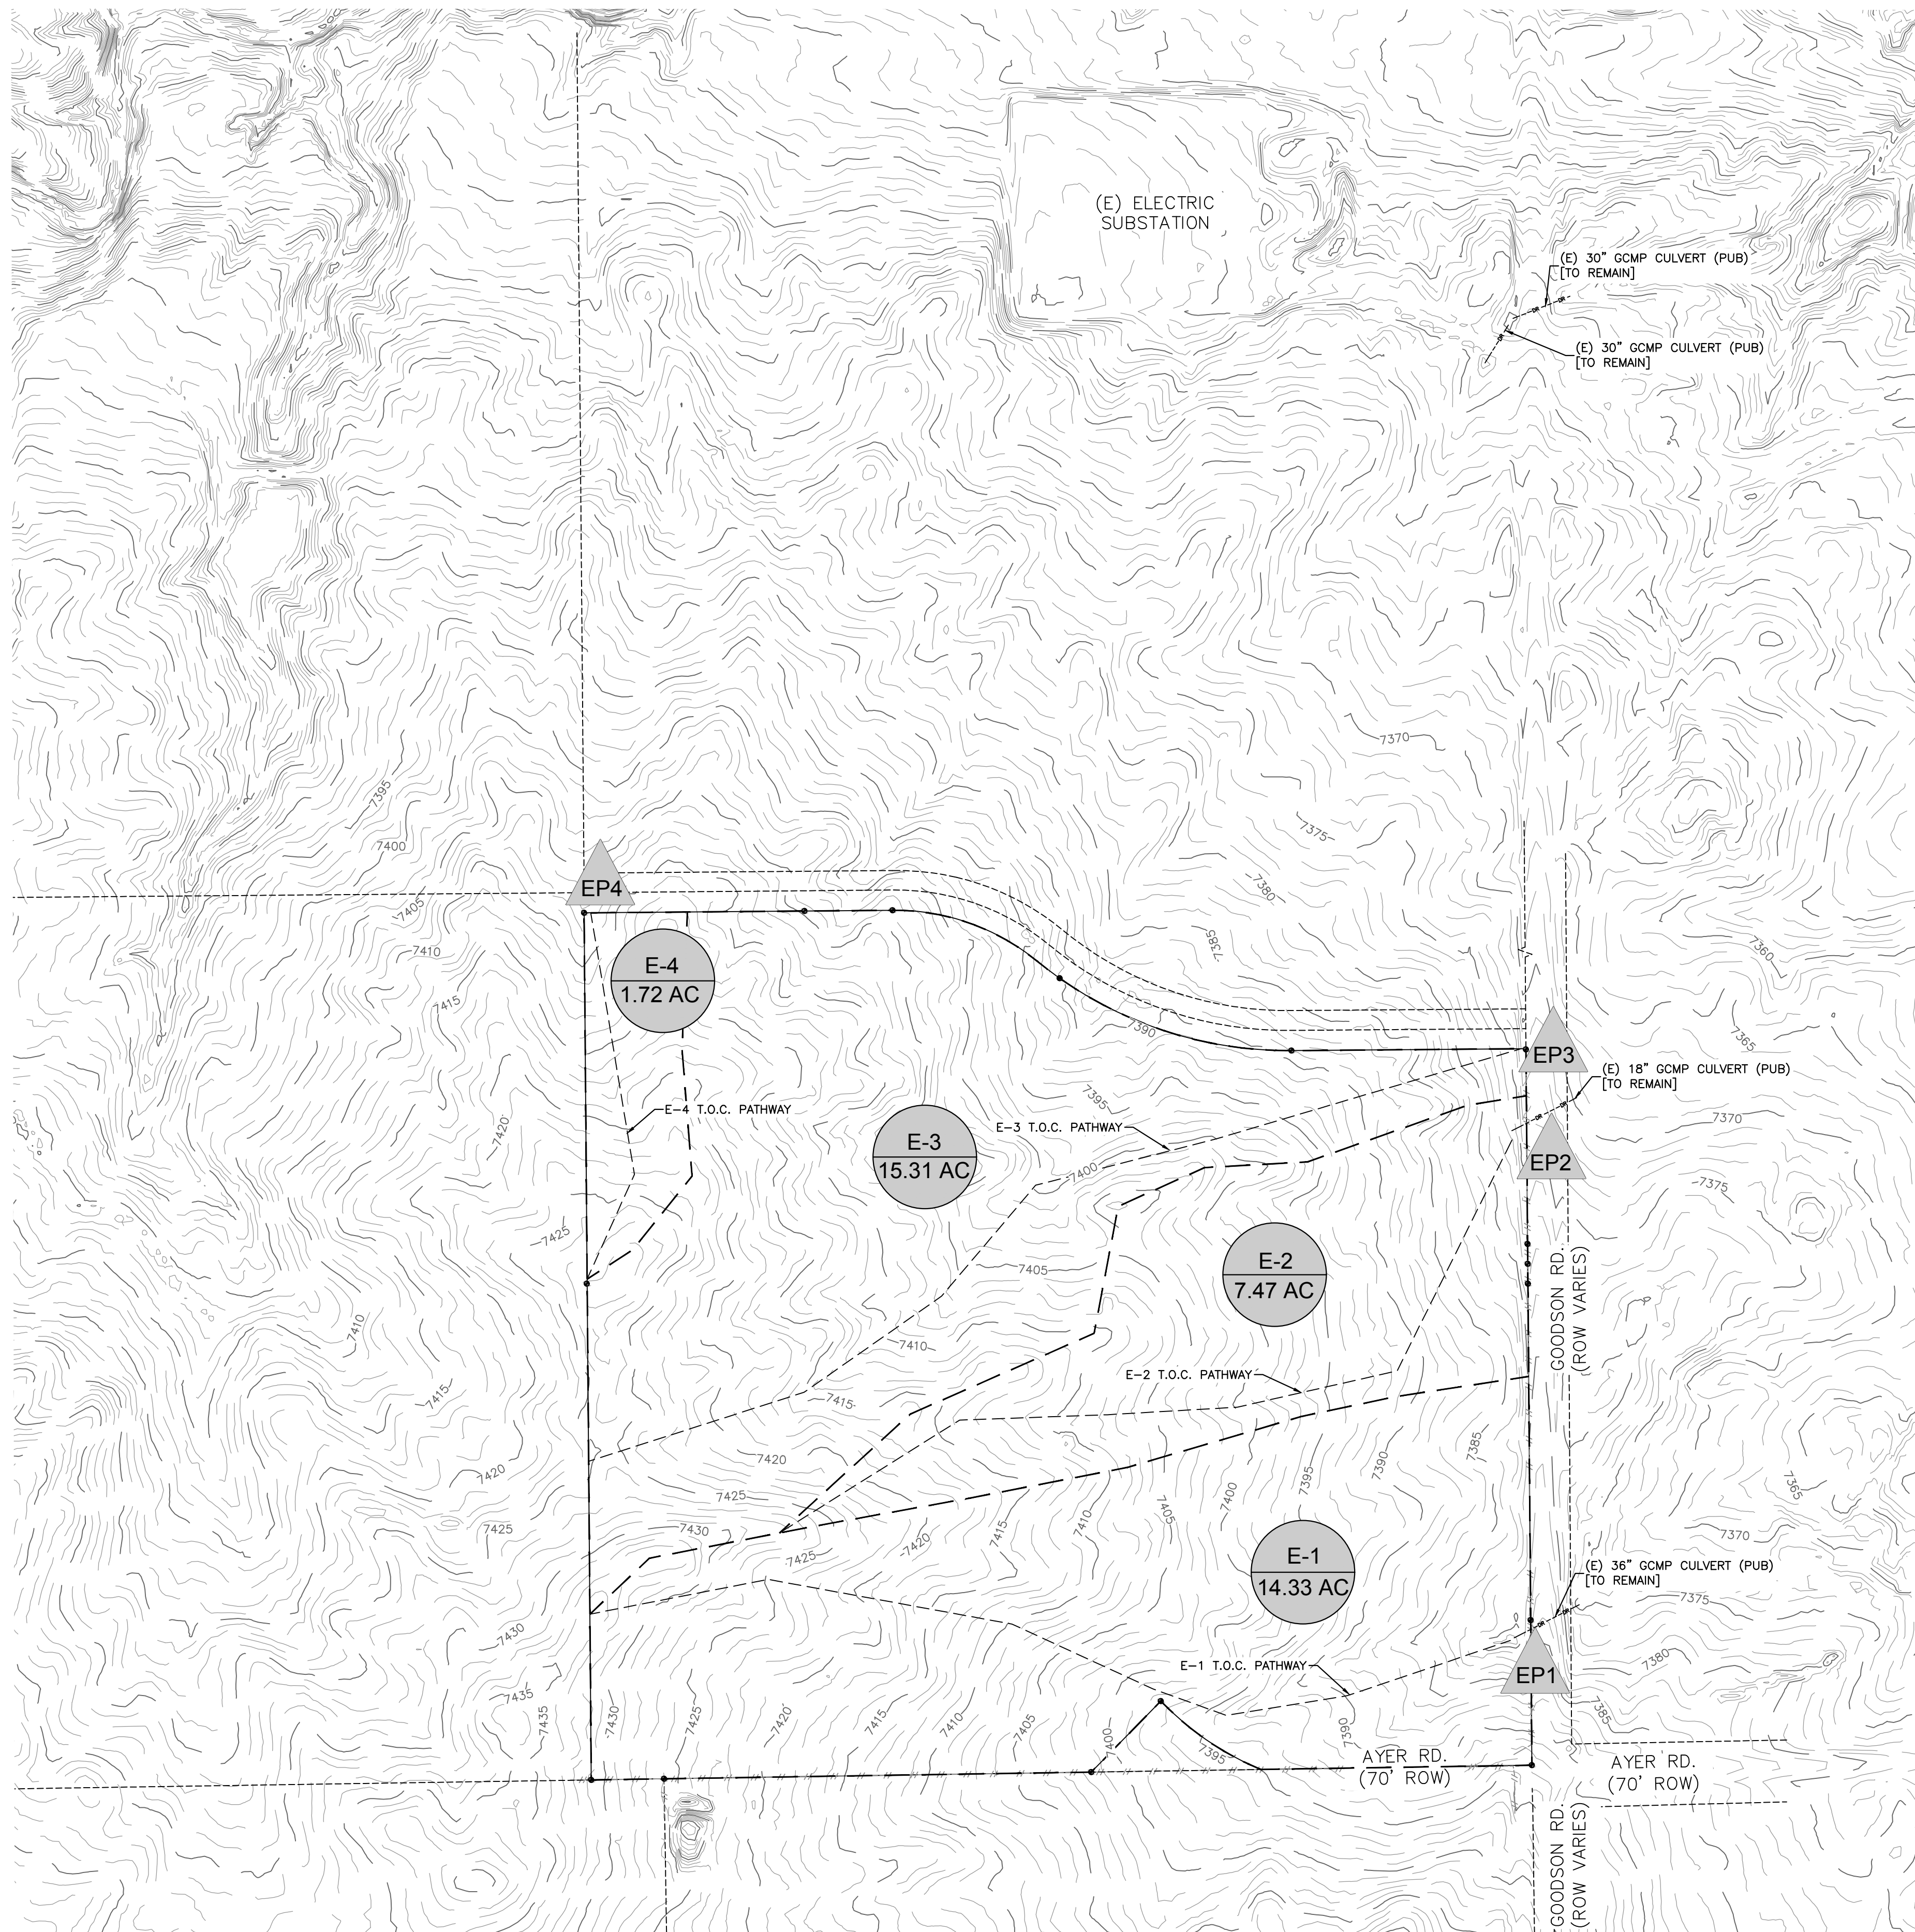 (E) ELECTRIC
SUBSTATION
(E) 30" GCMP CULVERT (PUB)
[TO REMAIN]
(E) 30" GCMP CULVERT (PUB)
[TO REMAIN]
7370
7395
7375
7400
7380
EP4
7405
7385
7410
7360
E-4
1.72 AC
7415
7390
7365
EP3
(E) 18" GCMP CULVERT (PUB)
[TO REMAIN]
7395
E-4 T.O.C. PATHWAY
E-3 T.O.C. PATHWAY
7370
7420
E-3
15.31 AC
7400
EP2
7375
7425
E-2
7.47 AC
7405
GOODSON RD.
(ROW VARIES)
7410
7410
E-2 T.O.C. PATHWAY
7415
7415
7420
7420
7385
7390
7395
7425
7400
7405
7365
7425
7430
7410
7415
7420
7370
7425
E-1
14.33 AC
(E) 36" GCMP CULVERT (PUB)
[TO REMAIN]
7375
7430
7380
E-1 T.O.C. PATHWAY
EP1
7435
7435
7430
7425
7420
7415
7410
7405
7400
7395
7390
7385
AYER RD.
(70' ROW)
AYER RD.
(70' ROW)
GOODSON RD.
(ROW VARIES)